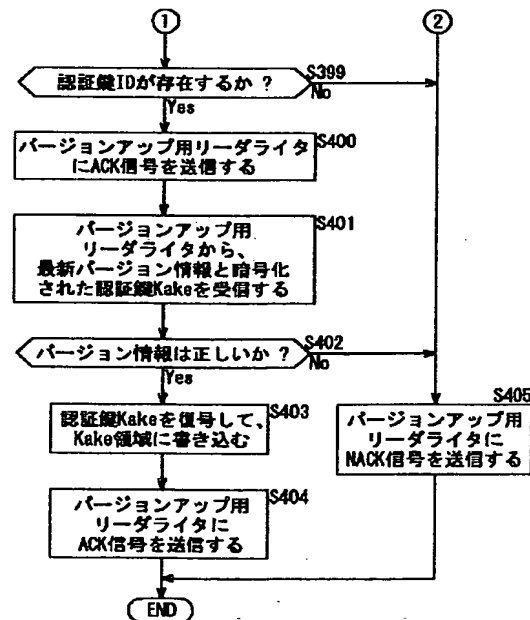 1
2
認証鍵IDが存在するか ?
S399
No
Yes
バージョンアップ用リーダライタ
にACK信号を送信する
S400
バージョンアップ用
リーダライタから、
最新バージョン情報と暗号化
された認証鍵Kakeを受信する
S401
バージョン情報は正しいか ?
S402
No
Yes
認証鍵Kakeを復号して、
Kake領域に書き込む
S403
S405
バージョンアップ用
リーダライタに
NACK信号を送信する
バージョンアップ用
リーダライタに
ACK信号を送信する
S404
END